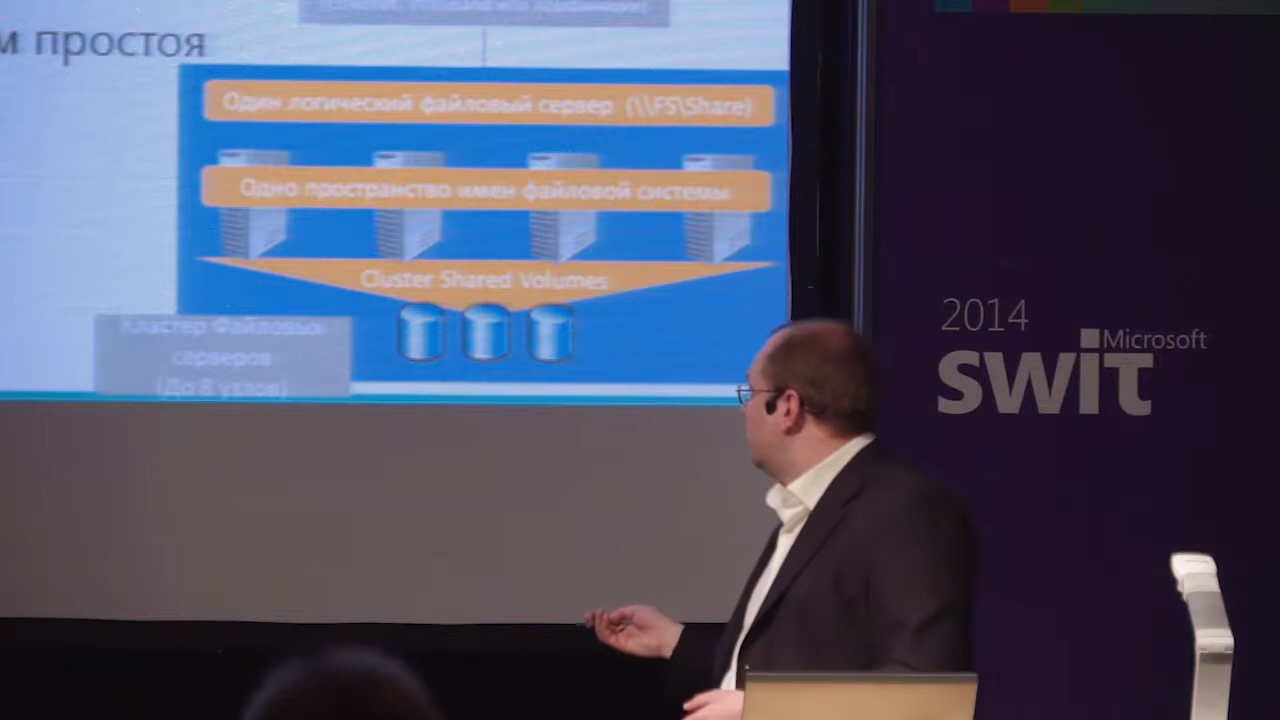 м простоя
Один логический файловый сервер (\\FS\Share)
Одно пространство имен файловой системы
Cluster Shared Volumes
Кластер Файловых
серверов
(До 8 узлов)
2014
Microsoft
swit